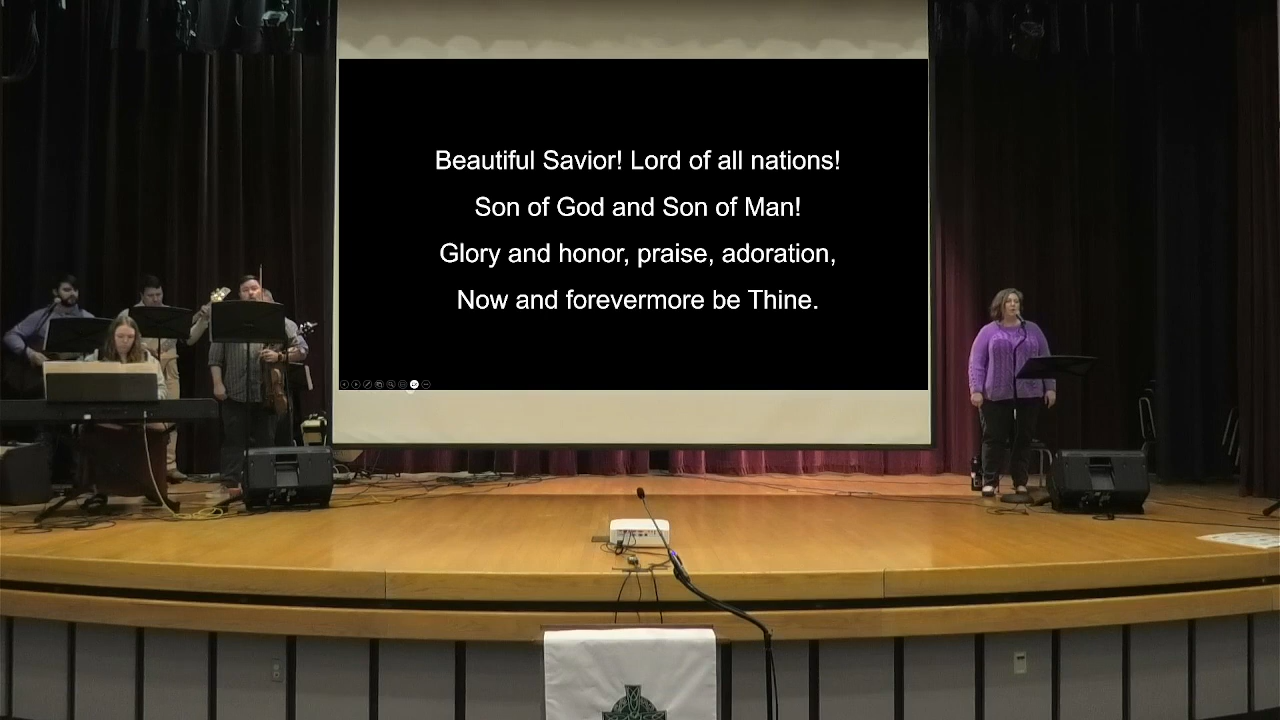 Beautiful Savior! Lord of all nations!
Son of God and Son of Man!
Glory and honor, praise, adoration,
Now and forevermore be Thine.